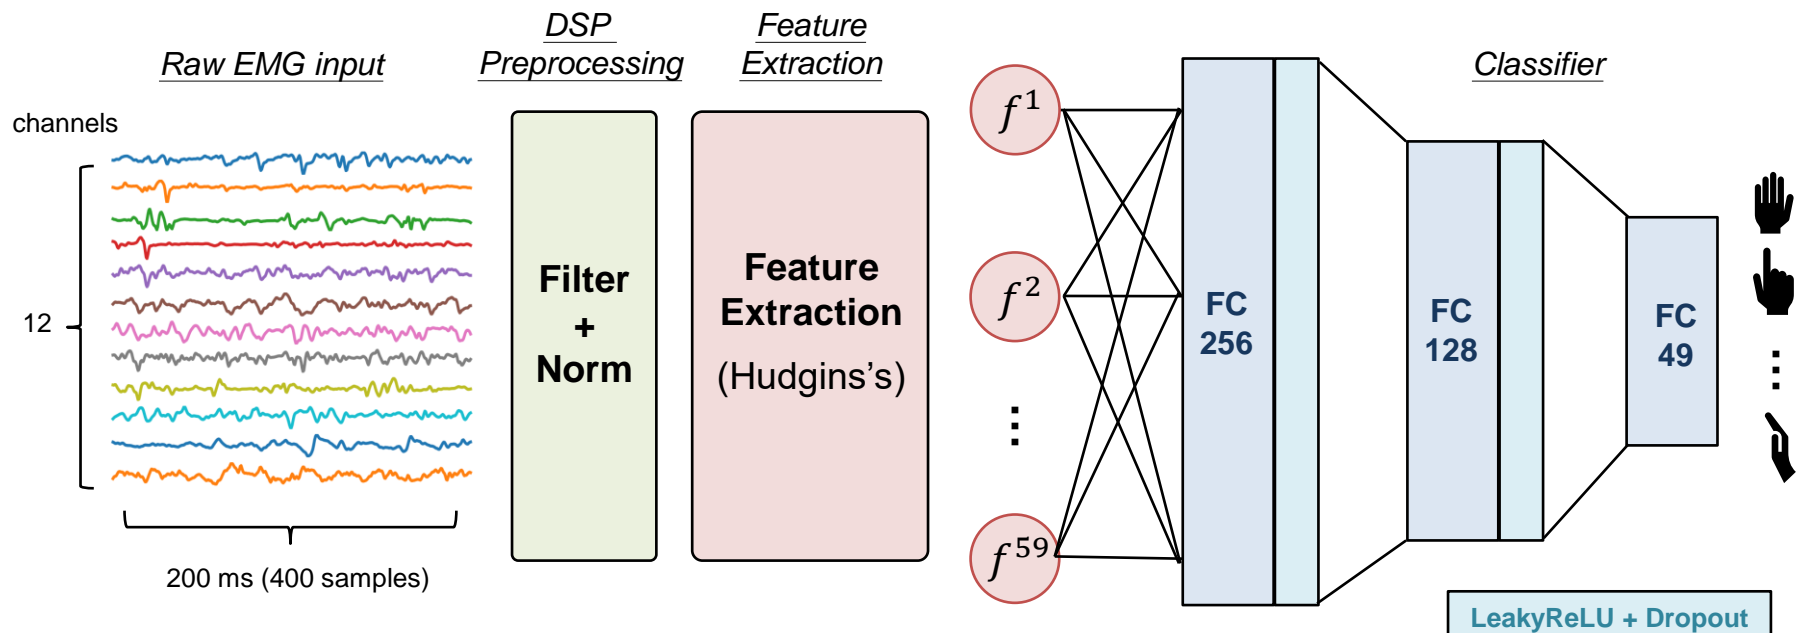 Raw EMG input
DSP
Preprocessing
Feature
Extraction
Classifier
channels
12
200 ms (400 samples)
Filter
+
Norm
Feature
Extraction
(Hudgins's)
f¹
f²
⋮
f⁵⁹
FC
256
FC
128
FC
49
⋮
LeakyReLU + Dropout